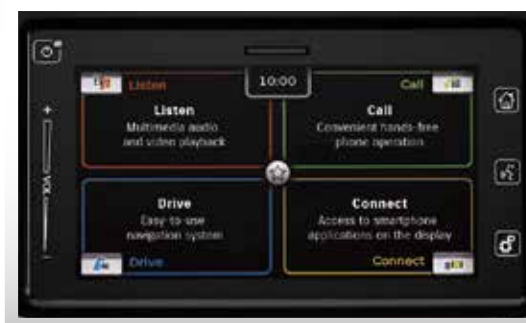 10:00
Listen
Call
Listen
Multimedia audio
and video playback
Call
Convenient hands-free
phone operation
+
VOL
Drive
Easy-to-use
navigation system
Connect
Access to smartphone
applications on the display
Drive
Connect